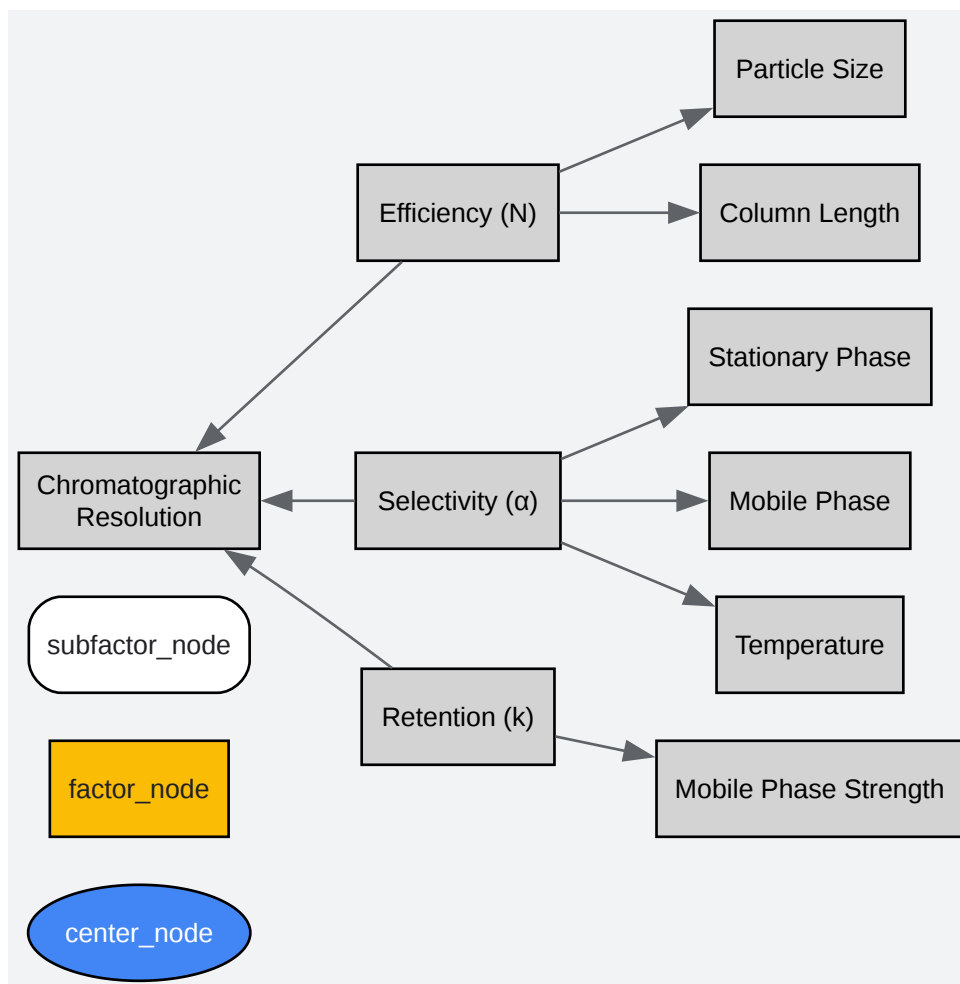 Particle Size
Efficiency (N)
Column Length
Stationary Phase
Chromatographic
Resolution
Selectivity (α)
Mobile Phase
subfactor_node
Temperature
Retention (k)
factor_node
Mobile Phase Strength
center_node